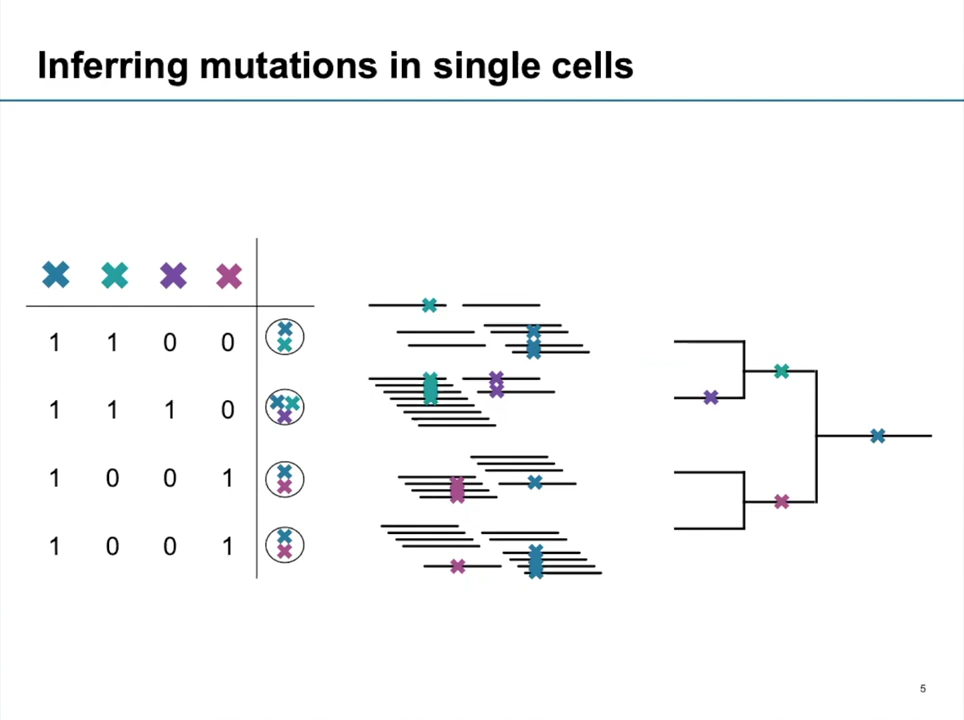 Inferring mutations in single cells
1 1 0 0
1 1 1 0
1 0 0 1
1 0 0 1
5